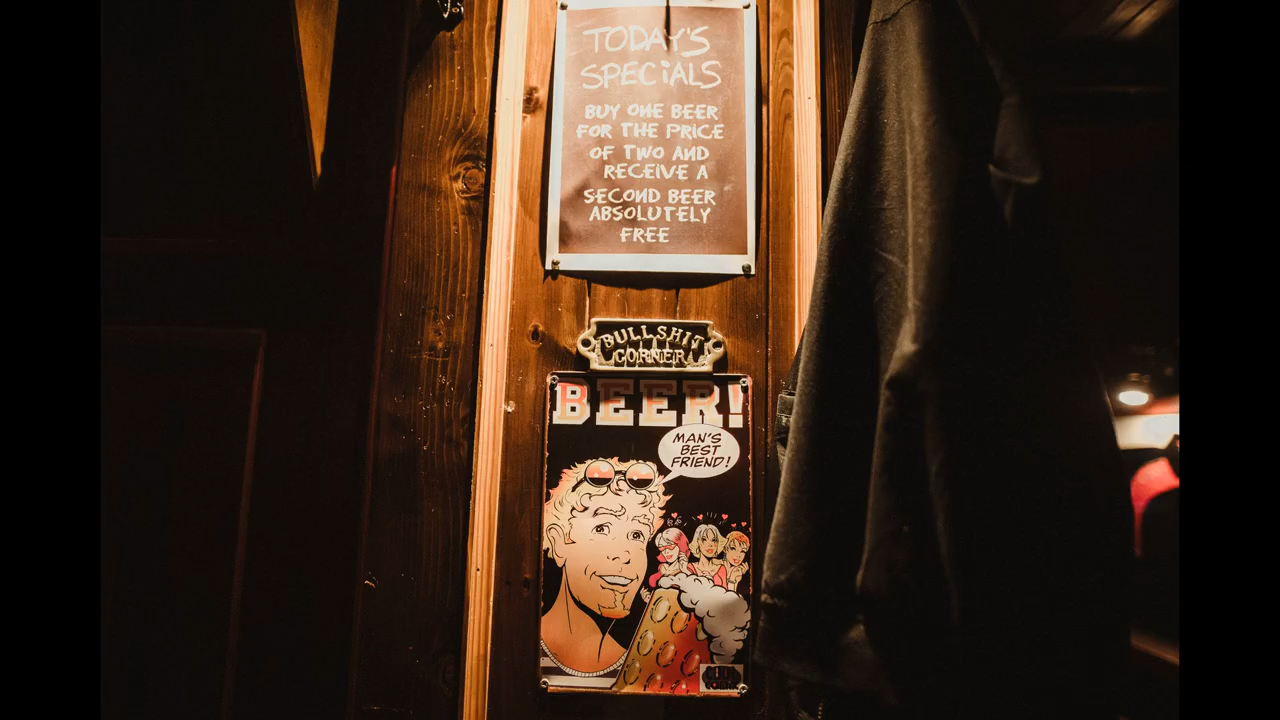 TODAY'S
SPECiALS
BUY ONE BEER
FOR THE PRICE
OF TWO AND
RECEIVE A
SECOND BEER
ABSOLUTELY
FREE
BULLSHIT
CORNER
BEER!
MAN'S
BEST
FRIEND!